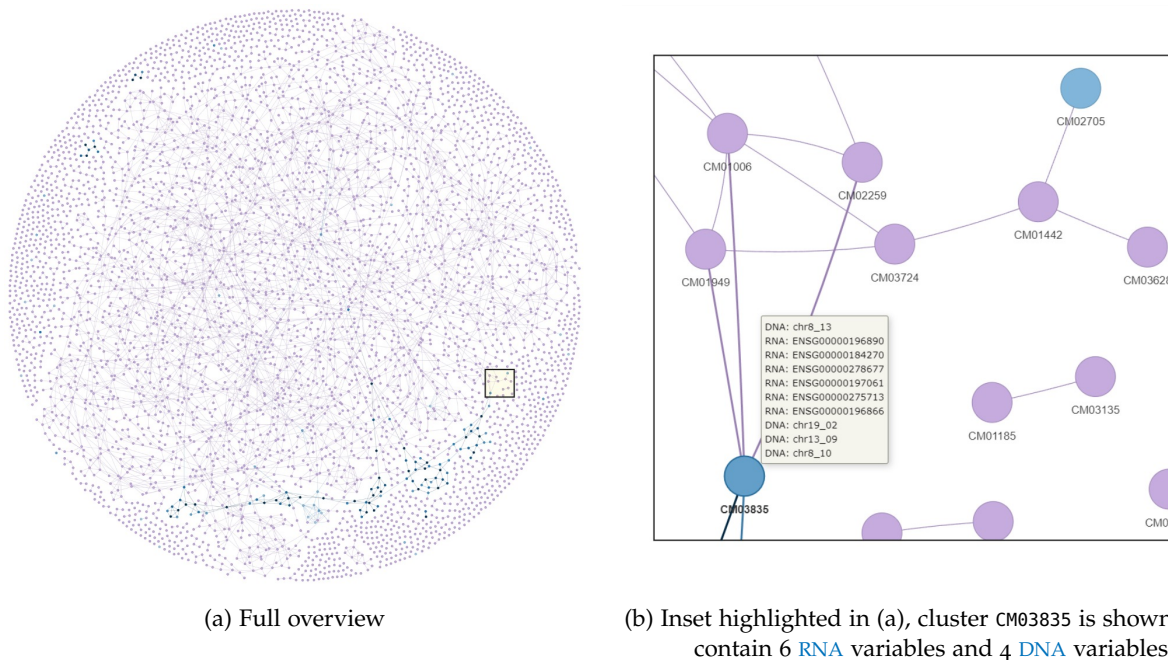 CM02705
CM01006
CM02259
CM01442
CM01949
CM03724
CM03628
DNA: chr8_13
RNA: ENSG00000196890
RNA: ENSG00000184270
RNA: ENSG00000278677
RNA: ENSG00000197061
RNA: ENSG00000275713
RNA: ENSG00000196866
DNA: chr19_02
DNA: chr13_09
DNA: chr8_10
CM03135
CM01185
CM03835
CM0
(a) Full overview
(b) Inset highlighted in (a), cluster CM03835 is shown
contain 6 RNA variables and 4 DNA variables